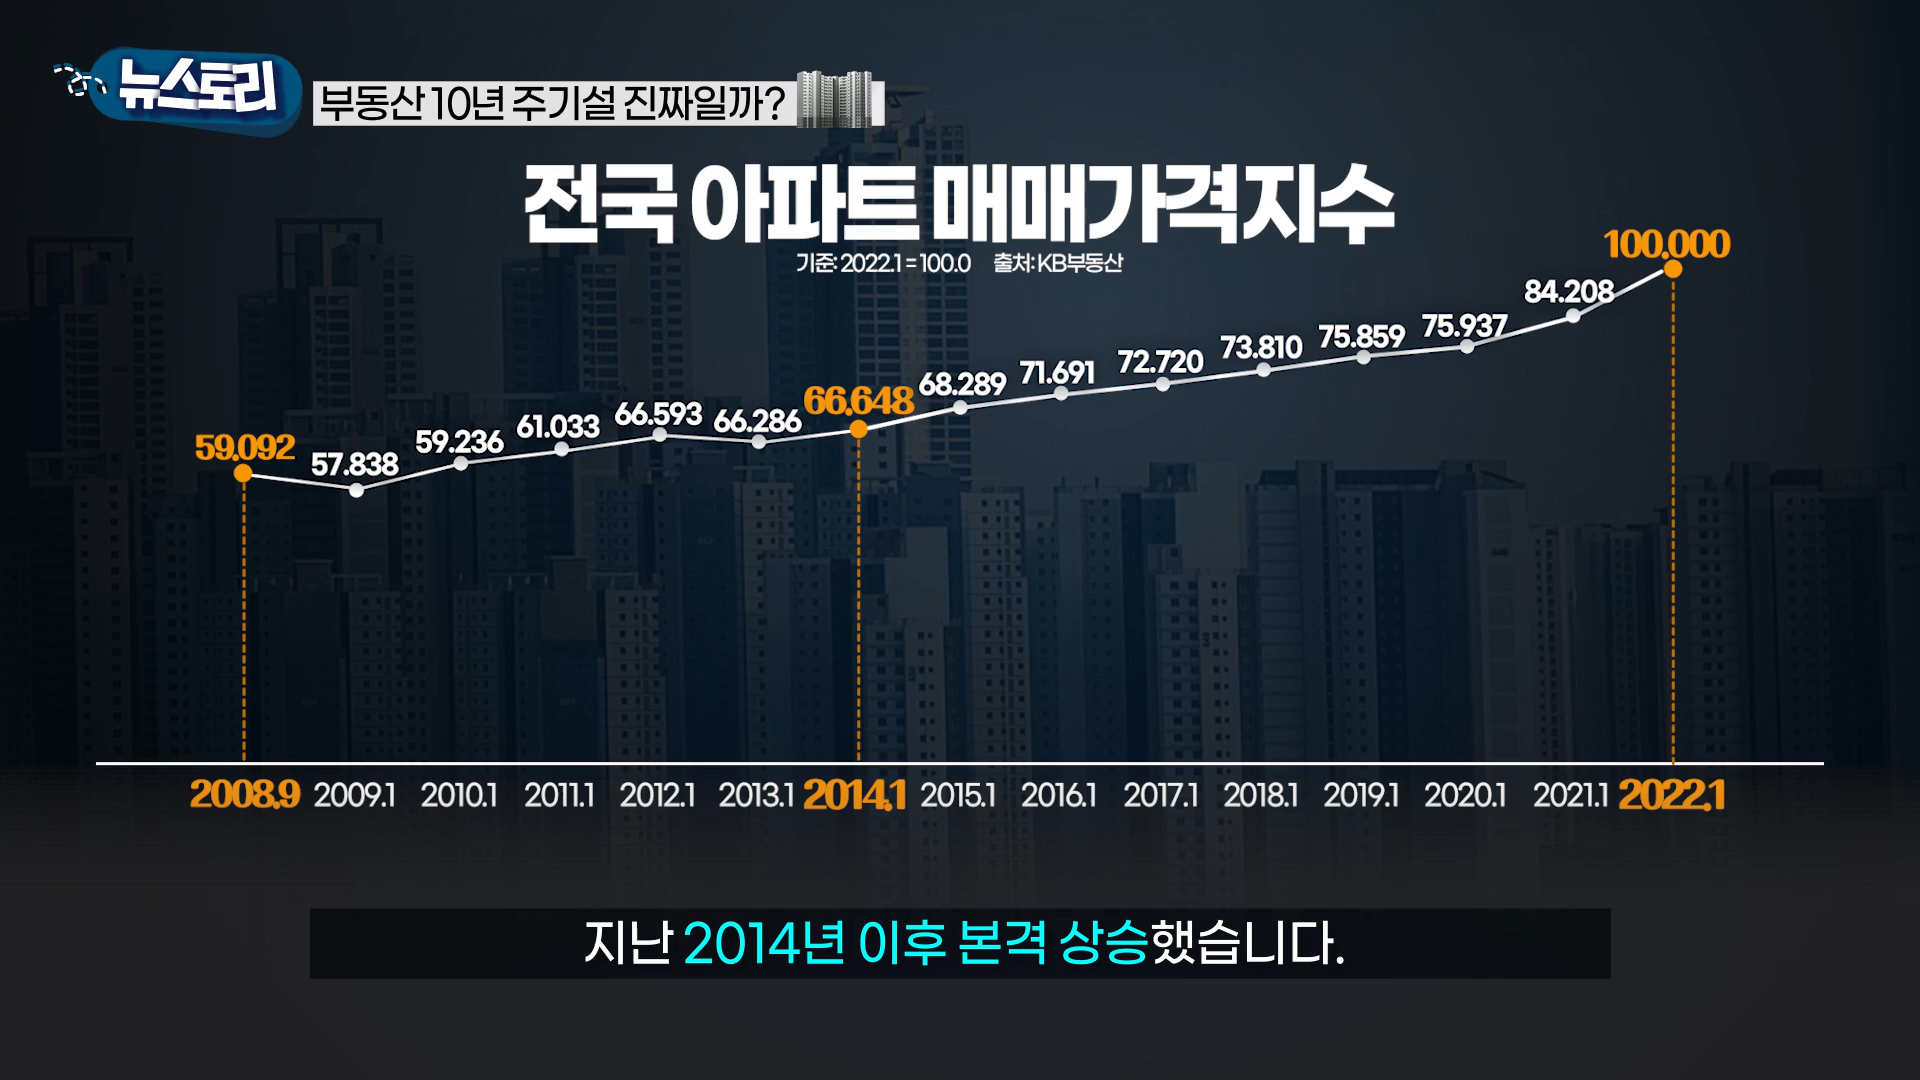 뉴스토리
부동산 10년 주기설 진짜일까?
전국 아파트 매매가격지수
기준: 2022.1 = 100.0 출처: KB부동산
59.092 57.838 59.236 61.033 66.593 66.286 66.648 68.289 71.691 72.720 73.810 75.859 75.937 84.208 100.000
2008.9 2009.1 2010.1 2011.1 2012.1 2013.1 2014.1 2015.1 2016.1 2017.1 2018.1 2019.1 2020.1 2021.1 2022.1
지난 2014년 이후 본격 상승했습니다.